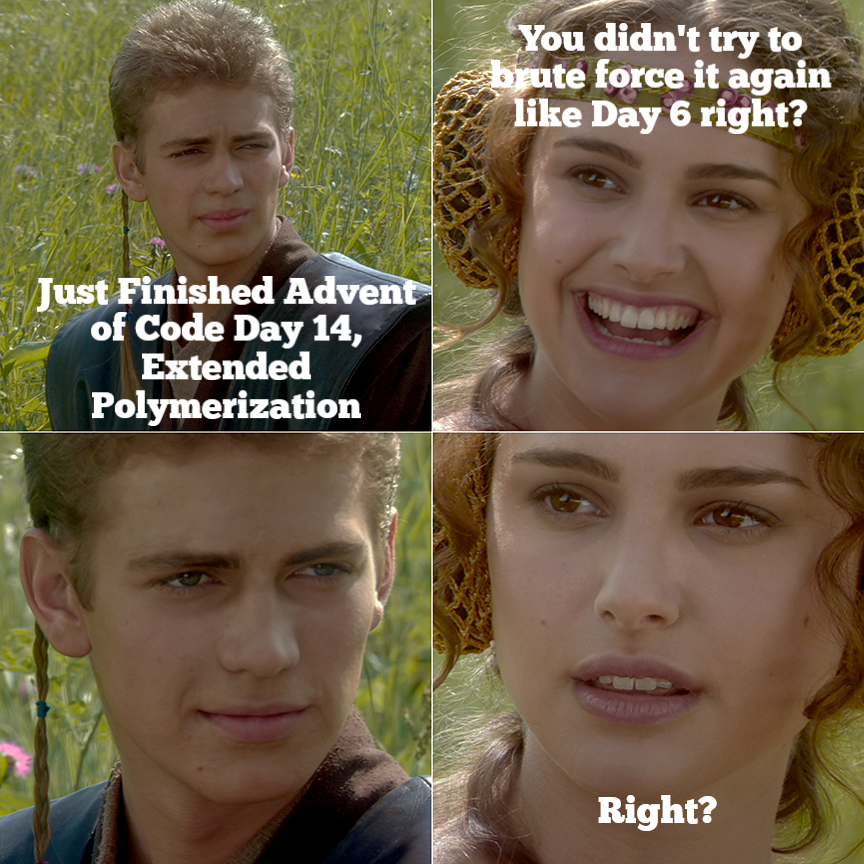 Just Finished Advent
of Code Day 14,
Extended
Polymerization
You didn't try to
brute force it again
like Day 6 right?
Right?